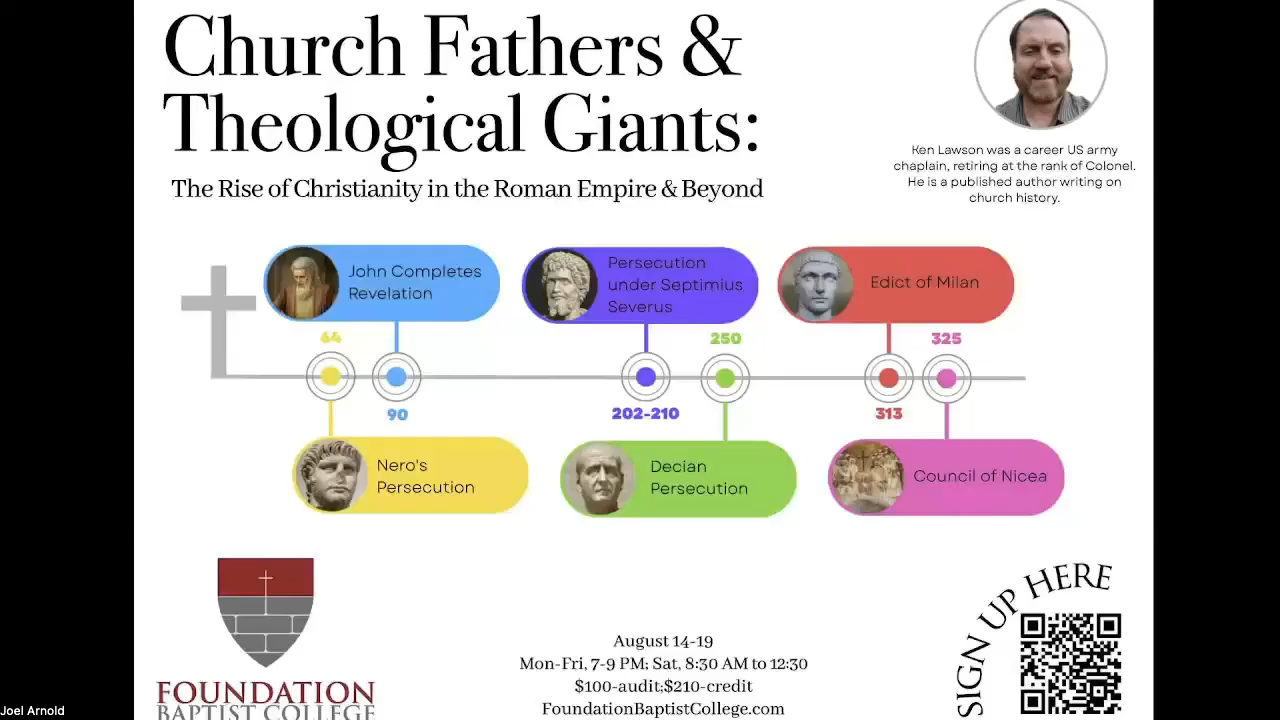 Church Fathers &
Theological Giants:
The Rise of Christianity in the Roman Empire & Beyond
Ken Lawson was a career US army
chaplain, retiring at the rank of Colonel.
He is a published author writing on
church history.
John Completes
Revelation
Persecution
under Septimius
Severus
Edict of Milan
64
250
325
90
202-210
313
Nero's
Persecution
Decian
Persecution
Council of Nicea
SIGN UP HERE
August 14-19
Mon-Fri, 7-9 PM; Sat, 8:30 AM to 12:30
$100-audit;$210-credit
FoundationBaptistCollege.com
FOUNDATION
BAPTIST COLLEGE
Joel Arnold